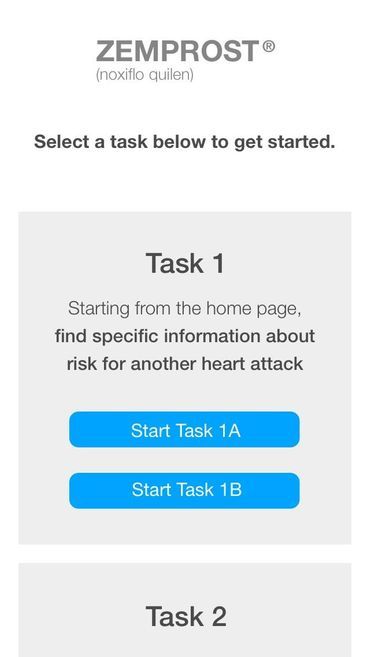 ZEMPROST®
(noxiflo quilen)
Select a task below to get started.
Task 1
Starting from the home page,
find specific information about
risk for another heart attack
Start Task 1A
Start Task 1B
Task 2